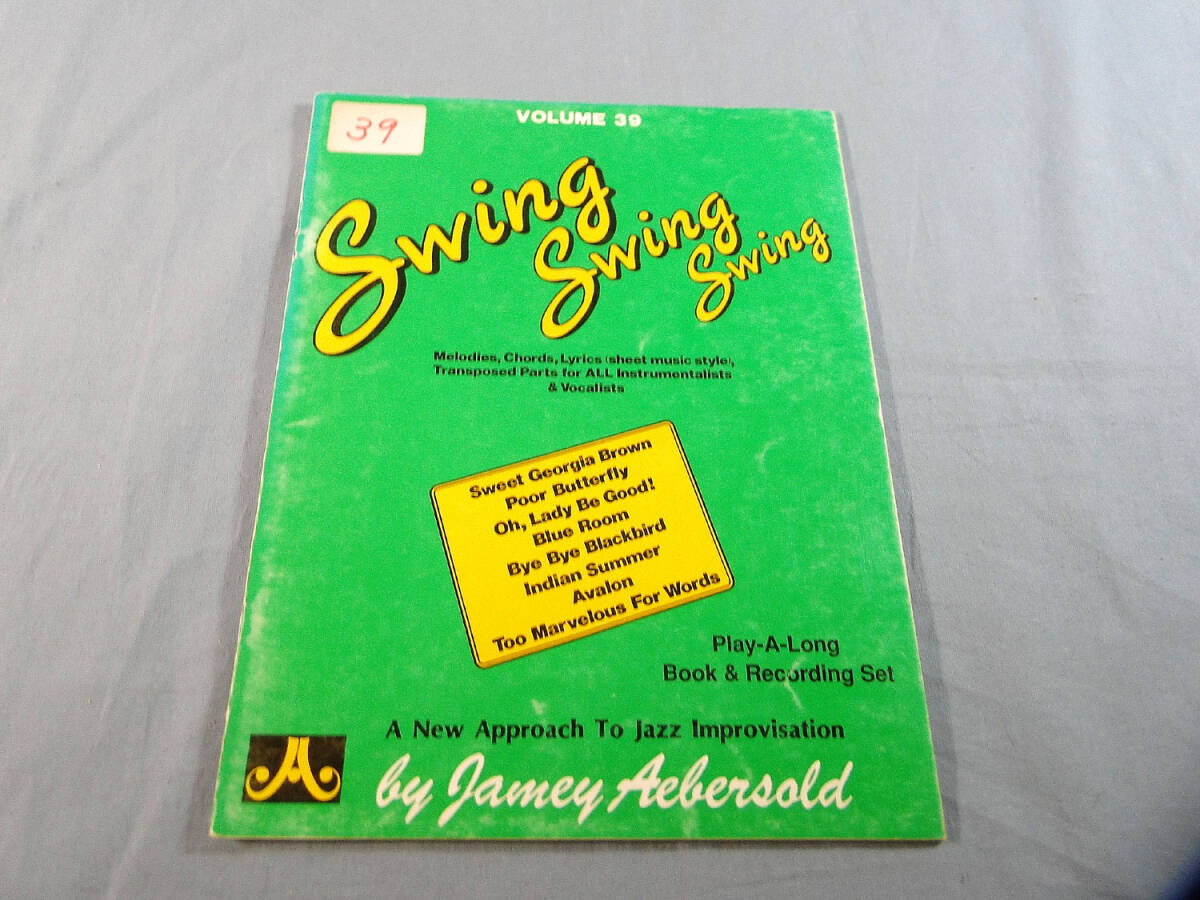 39
VOLUME 39
Swing
Swing
Swing
Melodies, Chords, Lyrics (sheet music style),
Transposed Parts for ALL Instrumentalists
& Vocalists
Sweet Georgia Brown
Poor Butterfly
Oh, Lady Be Good!
Blue Room
Bye Bye Blackbird
Indian Summer
Avalon
Too Marvelous For Words
Play-A-Long
Book & Recording Set
A New Approach To Jazz Improvisation
A
by Jamey Aebersold